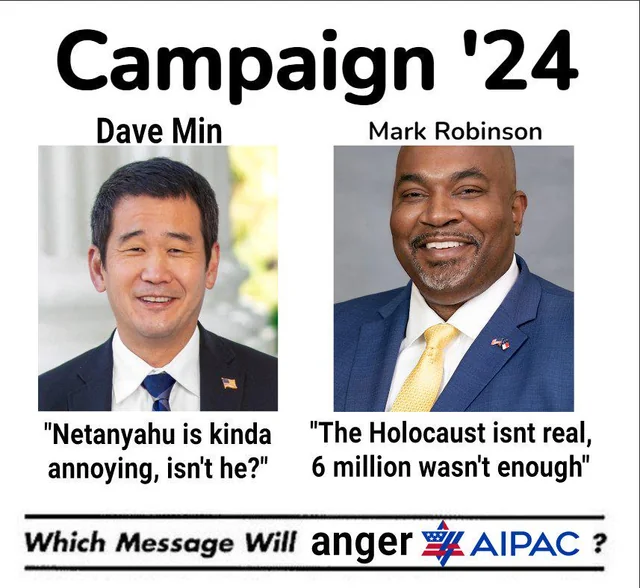 Campaign '24
Dave Min
Mark Robinson
"Netanyahu is kinda
annoying, isn't he?"
"The Holocaust isnt real,
6 million wasn't enough"
Which Message Will anger AIPAC ?